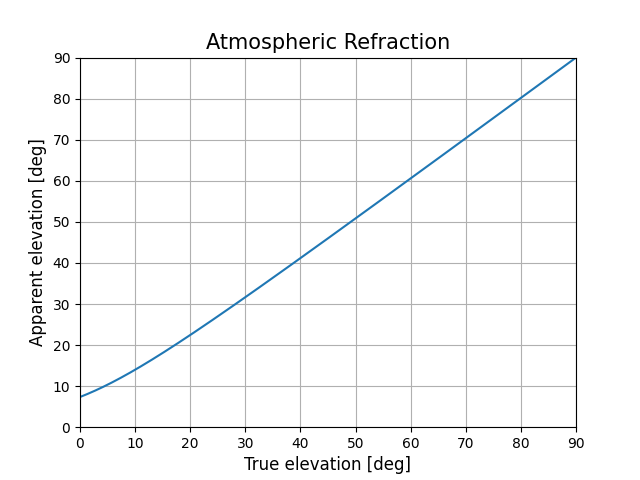 Atmospheric Refraction
90
80
70
60
50
40
30
20
10
0
Apparent elevation [deg]
0 10 20 30 40 50 60 70 80 90
True elevation [deg]